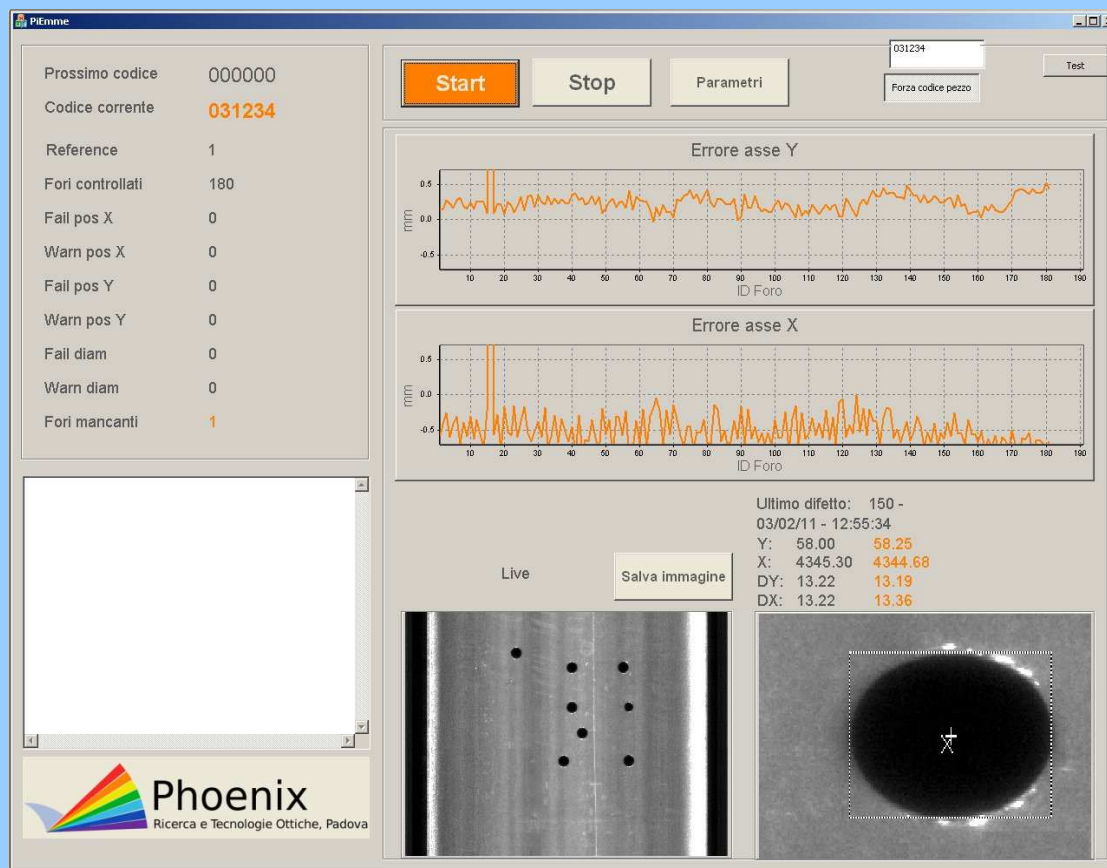 PiEmme
Prossimo codice 000000
Codice corrente 031234
Reference 1
Fori controllati 180
Fail pos X 0
Warn pos X 0
Fail pos Y 0
Warn pos Y 0
Fail diam 0
Warn diam 0
Fori mancanti 1
Start
Stop
Parametri
031234
Forza codice pezzo
Test
Errore asse Y
mm
0.5
0.0
-0.5
10 20 30 40 50 60 70 80 90 100 110 120 130 140 150 160 170 180 190
ID Foro
Errore asse X
mm
0.5
0.0
-0.5
10 20 30 40 50 60 70 80 90 100 110 120 130 140 150 160 170 180 190
ID Foro
Live
Salva immagine
Ultimo difetto: 150 -
03/02/11 - 12:55:34
Y: 58.00 58.25
X: 4345.30 4344.68
DY: 13.22 13.19
DX: 13.22 13.36
Phoenix
Ricerca e Tecnologie Ottiche, Padova